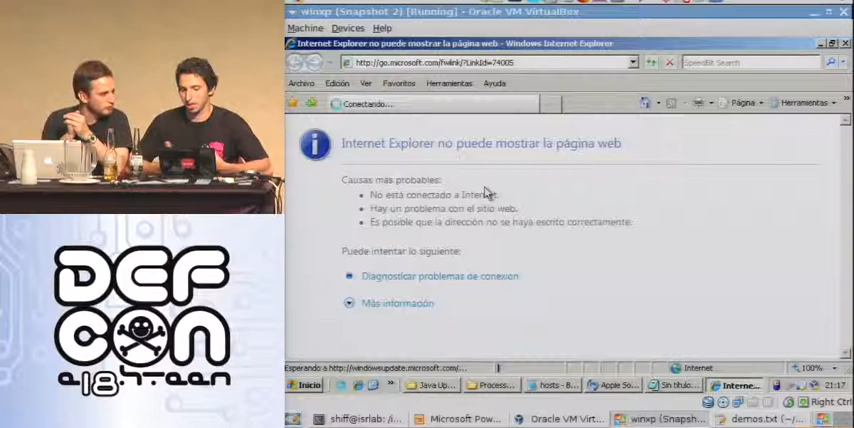 winxp (Snapshot 2) [Running] - Oracle VM VirtualBox
Machine Devices Help
Internet Explorer no puede mostrar la página web - Windows Internet Explorer
http://go.microsoft.com/fwlink/?LinkId=74005
SpeedBit Search
Archivo Edición Ver Favoritos Herramientas Ayuda
Conectando...
Página
Herramientas
Internet Explorer no puede mostrar la página web
Causas más probables:
No está conectado a Internet.
Hay un problema con el sitio web.
Es posible que la dirección no se haya escrito correctamente.
Puede intentar lo siguiente:
Diagnosticar problemas de conexión
Más información
Esperando a http://windowsupdate.microsoft.com/...
Internet
100%
Inicio
Java Up...
Process...
hosts - B...
Apple So...
Sin título...
Interne...
21:17
Right Ctrl
shiff@isrlab: /...
Microsoft Pow...
Oracle VM Virt...
winxp (Snapsh...
demos.txt (~/...
DEF
CON
e18hteen